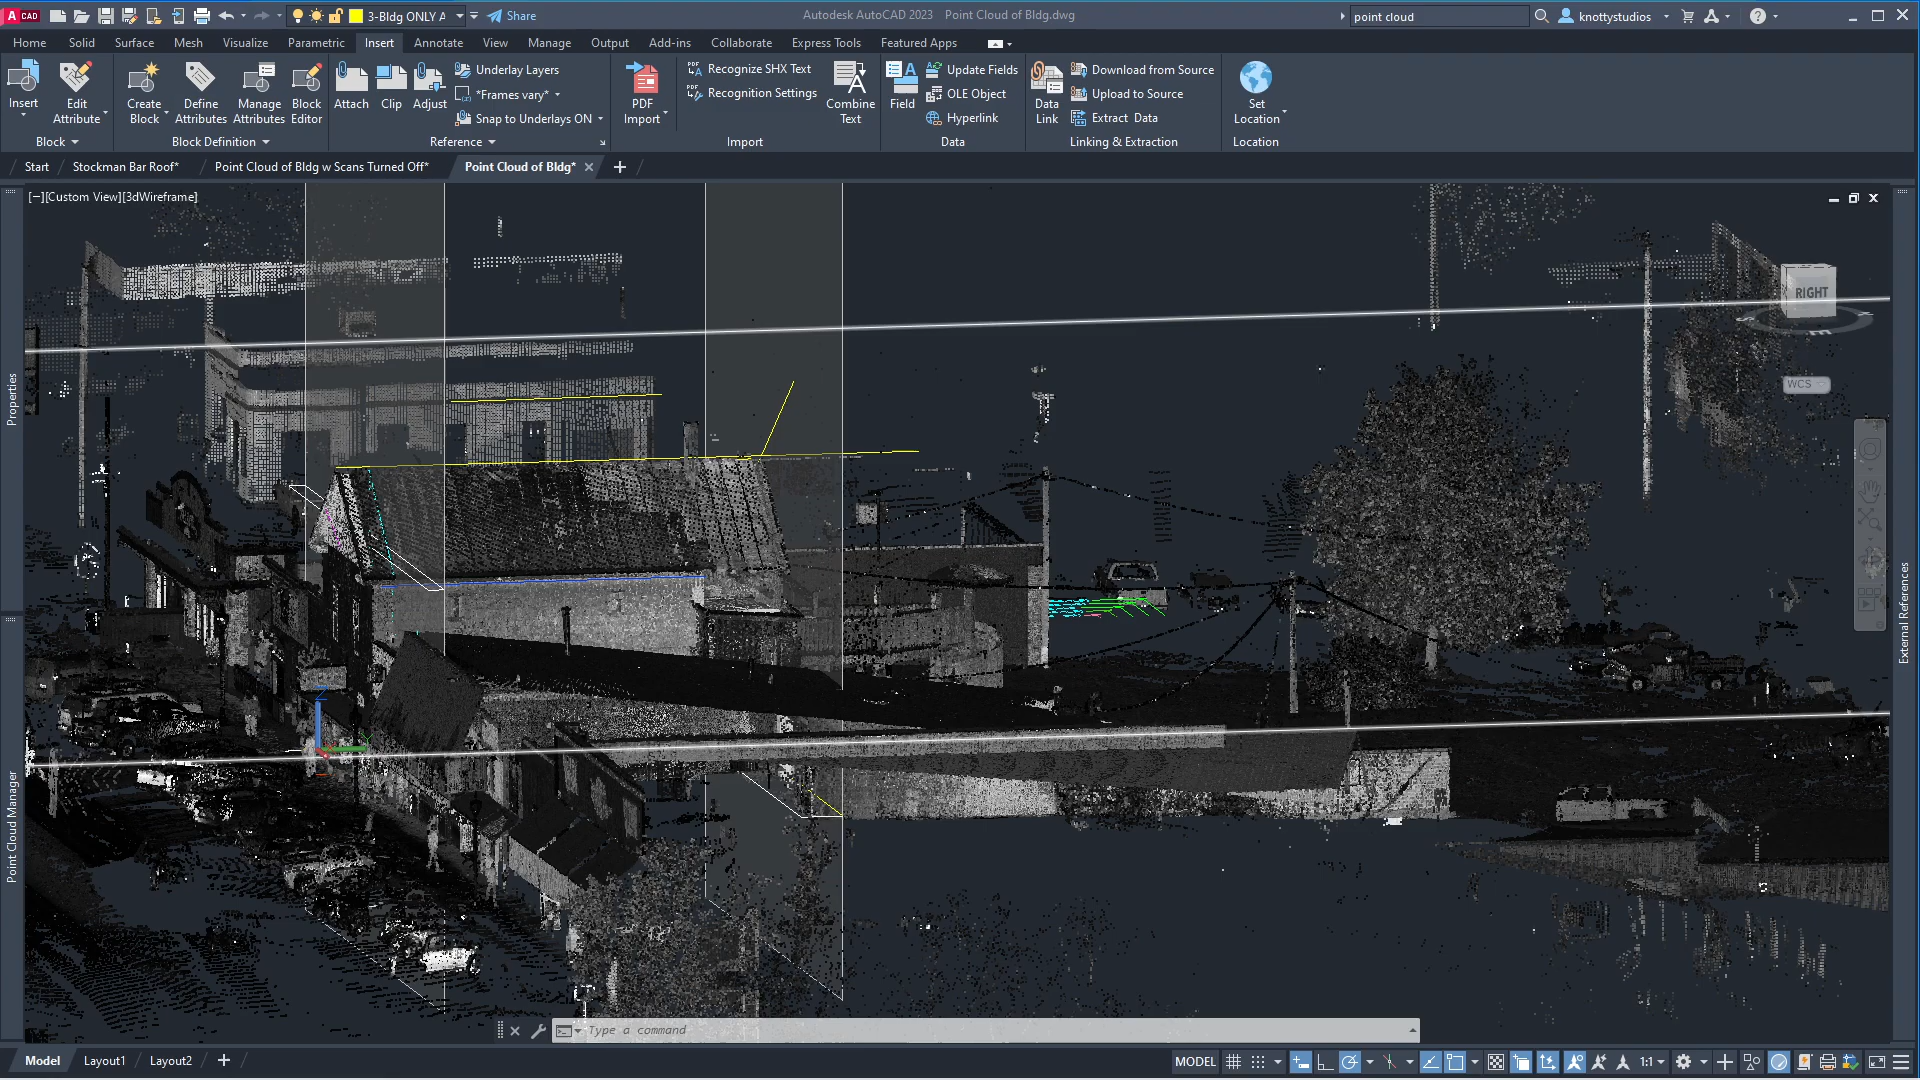 CAD
3-Bldg ONLY A
Share
Autodesk AutoCAD 2023 Point Cloud of Bldg.dwg
point cloud
knottystudios
Home Solid Surface Mesh Visualize Parametric Insert Annotate View Manage Output Add-ins Collaborate Express Tools Featured Apps
Insert
Edit
Attribute
Block
Create
Block
Define
Attributes
Manage
Attributes
Block
Editor
Block Definition
Attach
Clip
Adjust
Underlay Layers
*Frames vary*
Snap to Underlays ON
Reference
PDF
Import
PDF
Recognize SHX Text
PDF
Recognition Settings
Combine
Text
Import
Field
Update Fields
OLE Object
Hyperlink
Data
Data
Link
Download from Source
Upload to Source
Extract Data
Linking & Extraction
Set
Location
Location
Start
Stockman Bar Roof*
Point Cloud of Bldg w Scans Turned Off*
Point Cloud of Bldg*
[−][Custom View][3dWireframe]
RIGHT
S
E
WCS
Properties
Point Cloud Manager
External References
Z
Y
Type a command
Model
Layout1
Layout2
MODEL
1:1